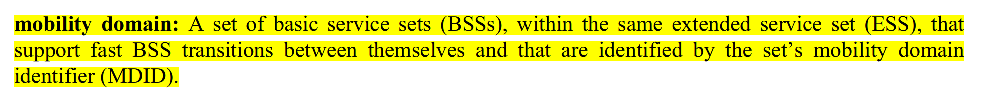 mobility domain: A set of basic service sets (BSSs), within the same extended service set (ESS), that
support fast BSS transitions between themselves and that are identified by the set’s mobility domain
identifier (MDID).